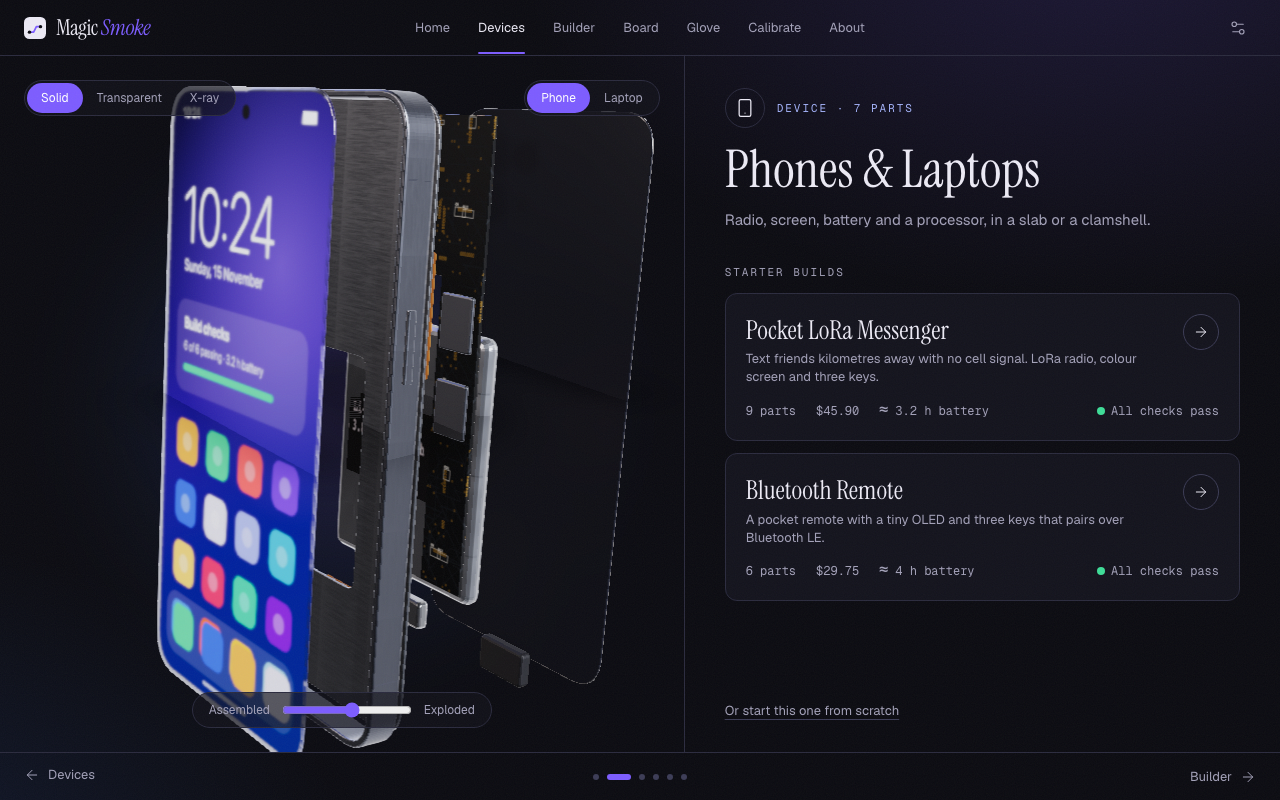 Magic Smoke
Home
Devices
Builder
Board
Glove
Calibrate
About
Solid
Transparent
X-ray
Phone
Laptop
10:24
Sunday, 15 November
Build checks
6 of 6 passing · 3.2 h battery
Assembled
Exploded
DEVICE · 7 PARTS
Phones & Laptops
Radio, screen, battery and a processor, in a slab or a clamshell.
STARTER BUILDS
Pocket LoRa Messenger
Text friends kilometres away with no cell signal. LoRa radio, colour
screen and three keys.
9 parts $45.90 ≈ 3.2 h battery
All checks pass
Bluetooth Remote
A pocket remote with a tiny OLED and three keys that pairs over
Bluetooth LE.
6 parts $29.75 ≈ 4 h battery
All checks pass
Or start this one from scratch
Devices
Builder